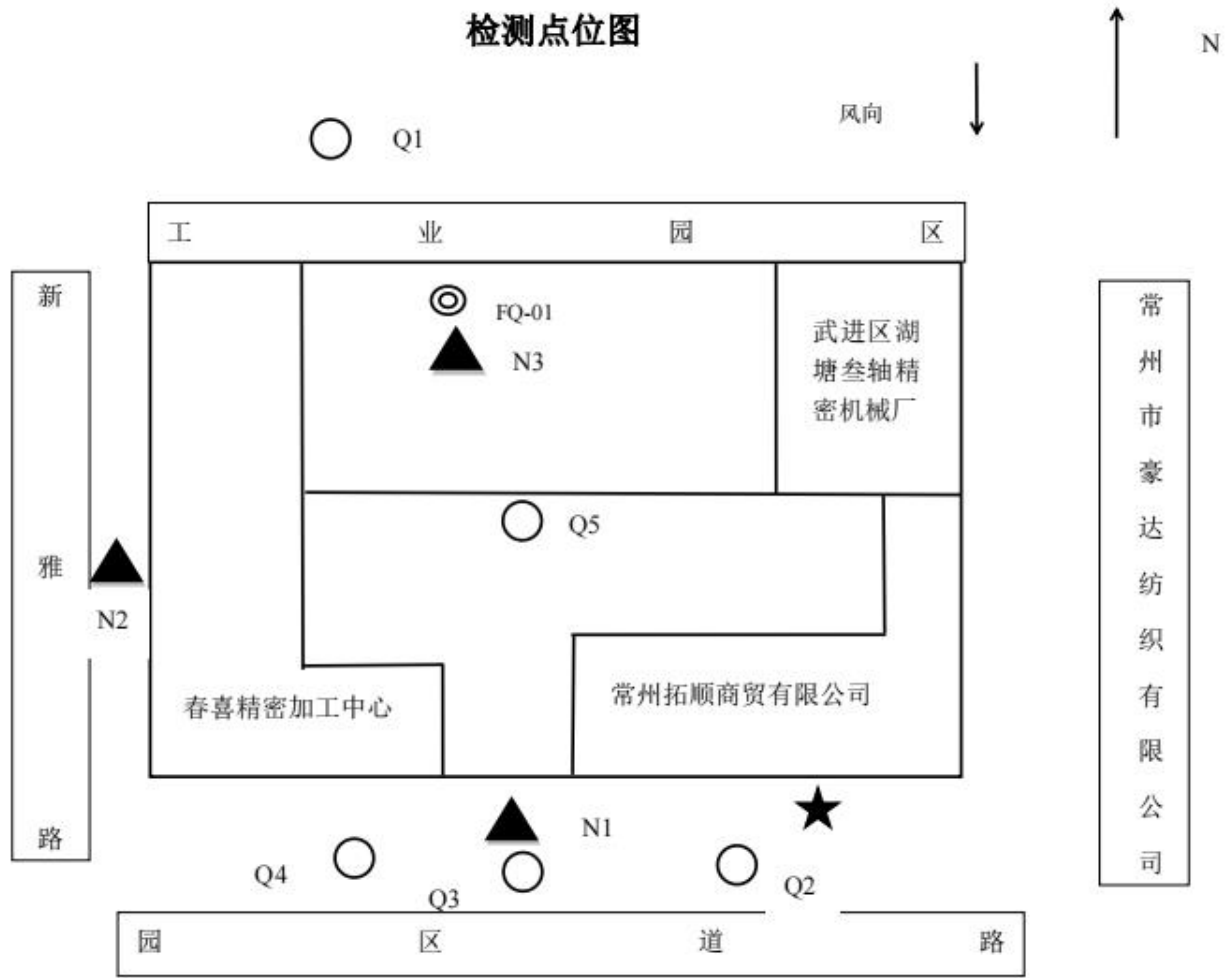 检测点位图
N
风向
Q1
工业园区
新雅路
FQ-01
N3
武进区湖
塘叁轴精
密机械厂
常州市豪达纺织有限公司
Q5
N2
春喜精密加工中心
常州拓顺商贸有限公司
N1
Q4
Q3
Q2
园区道路